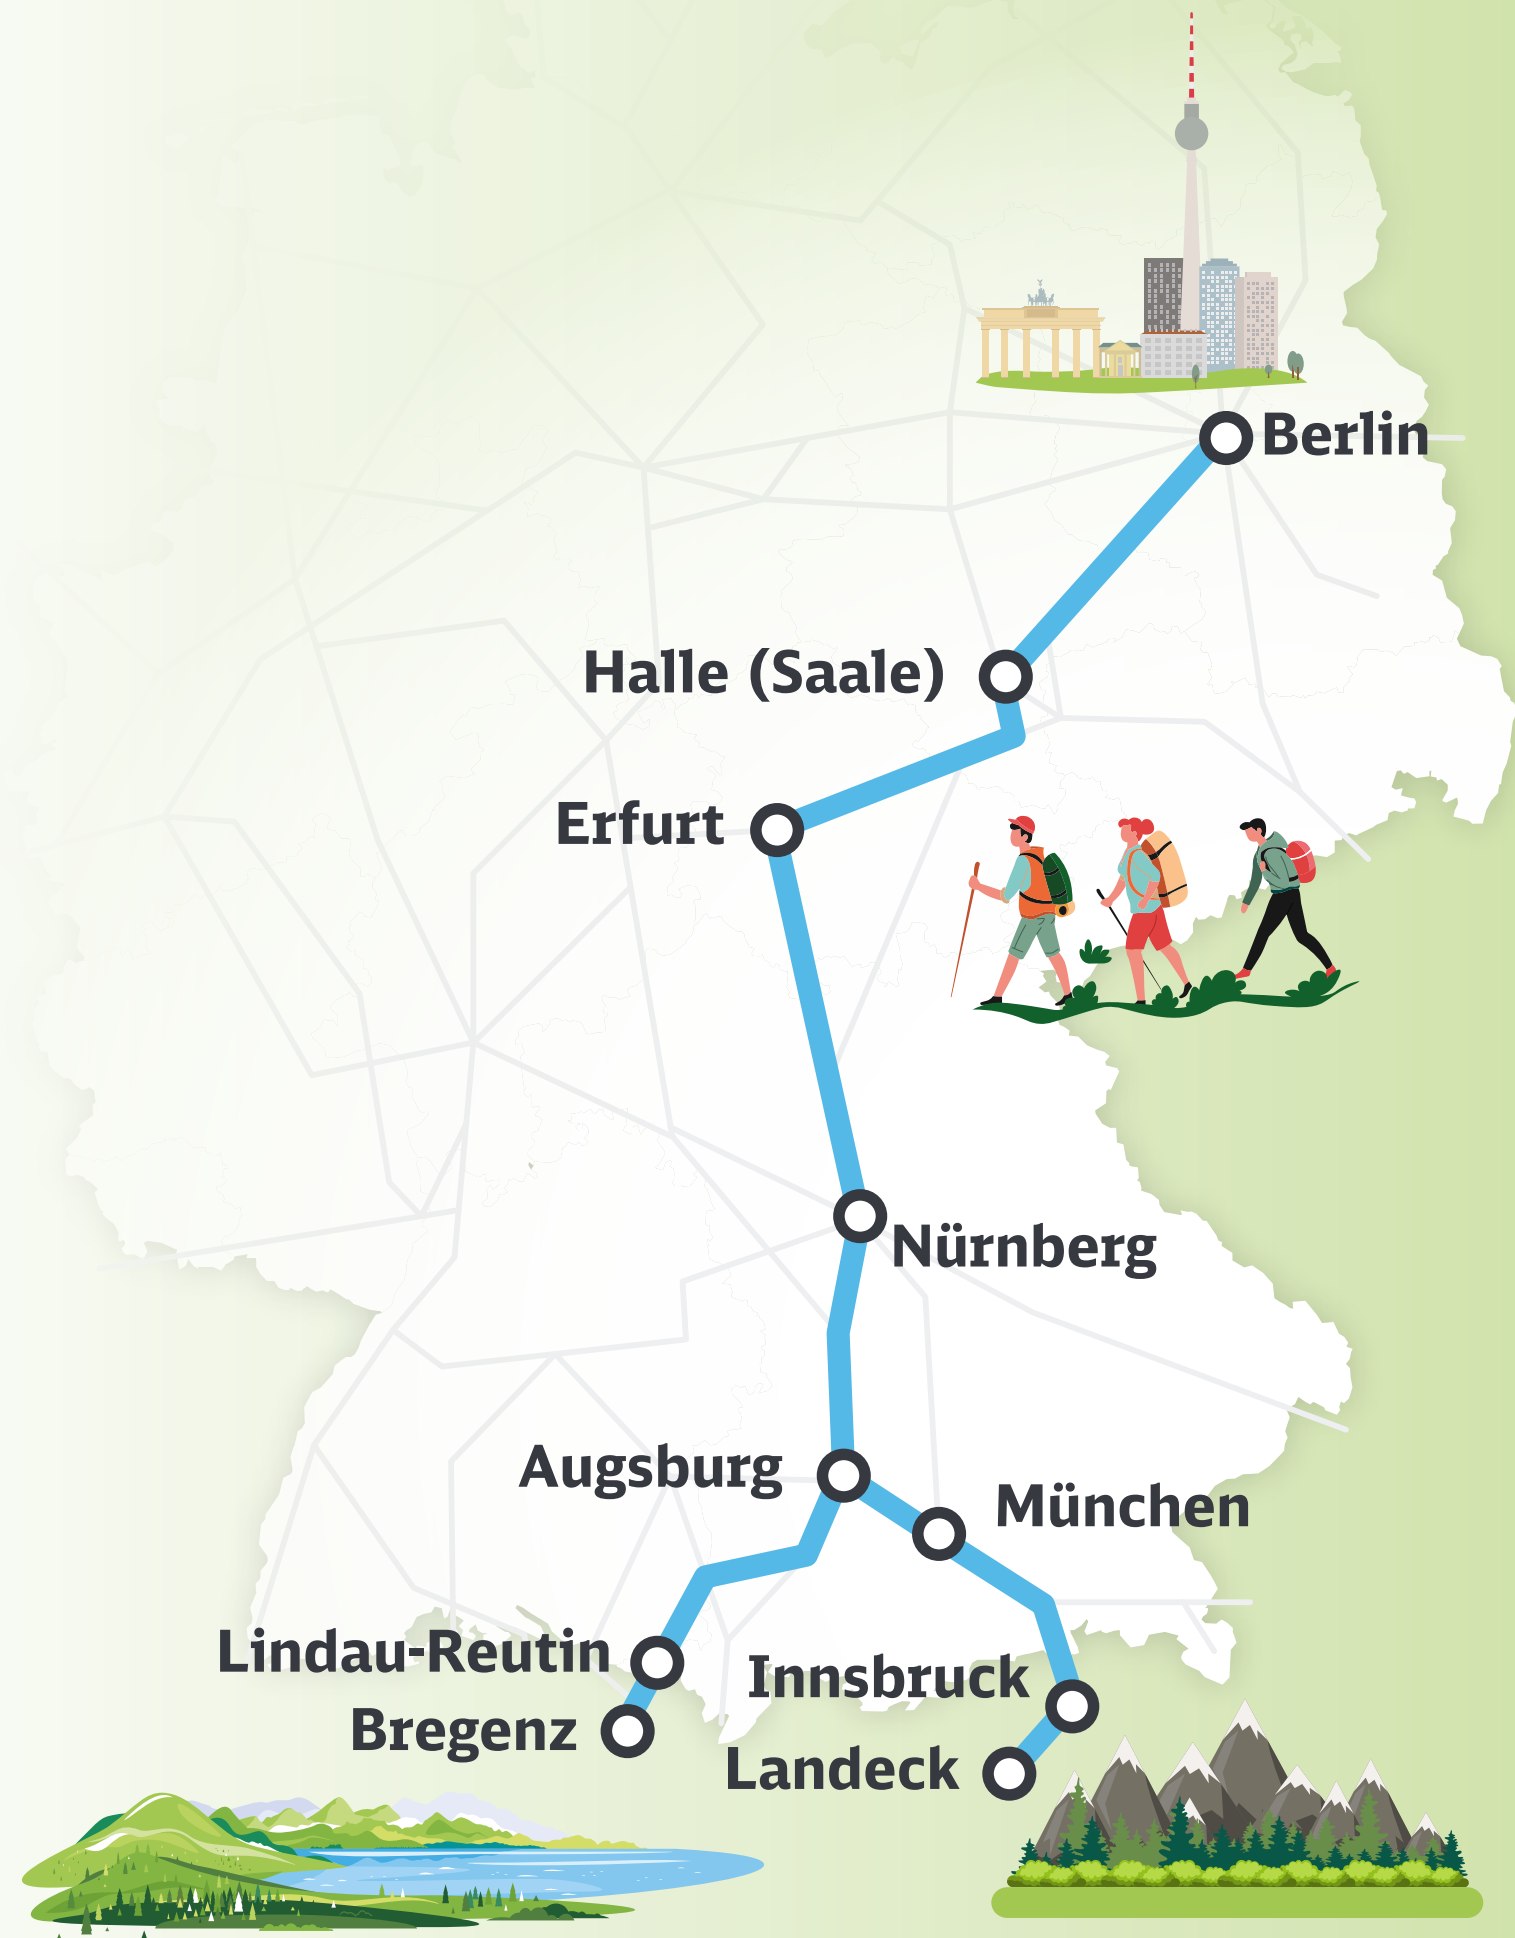 Berlin
Halle (Saale)
Erfurt
Nürnberg
Augsburg
München
Lindau-Reutin
Innsbruck
Bregenz
Landeck